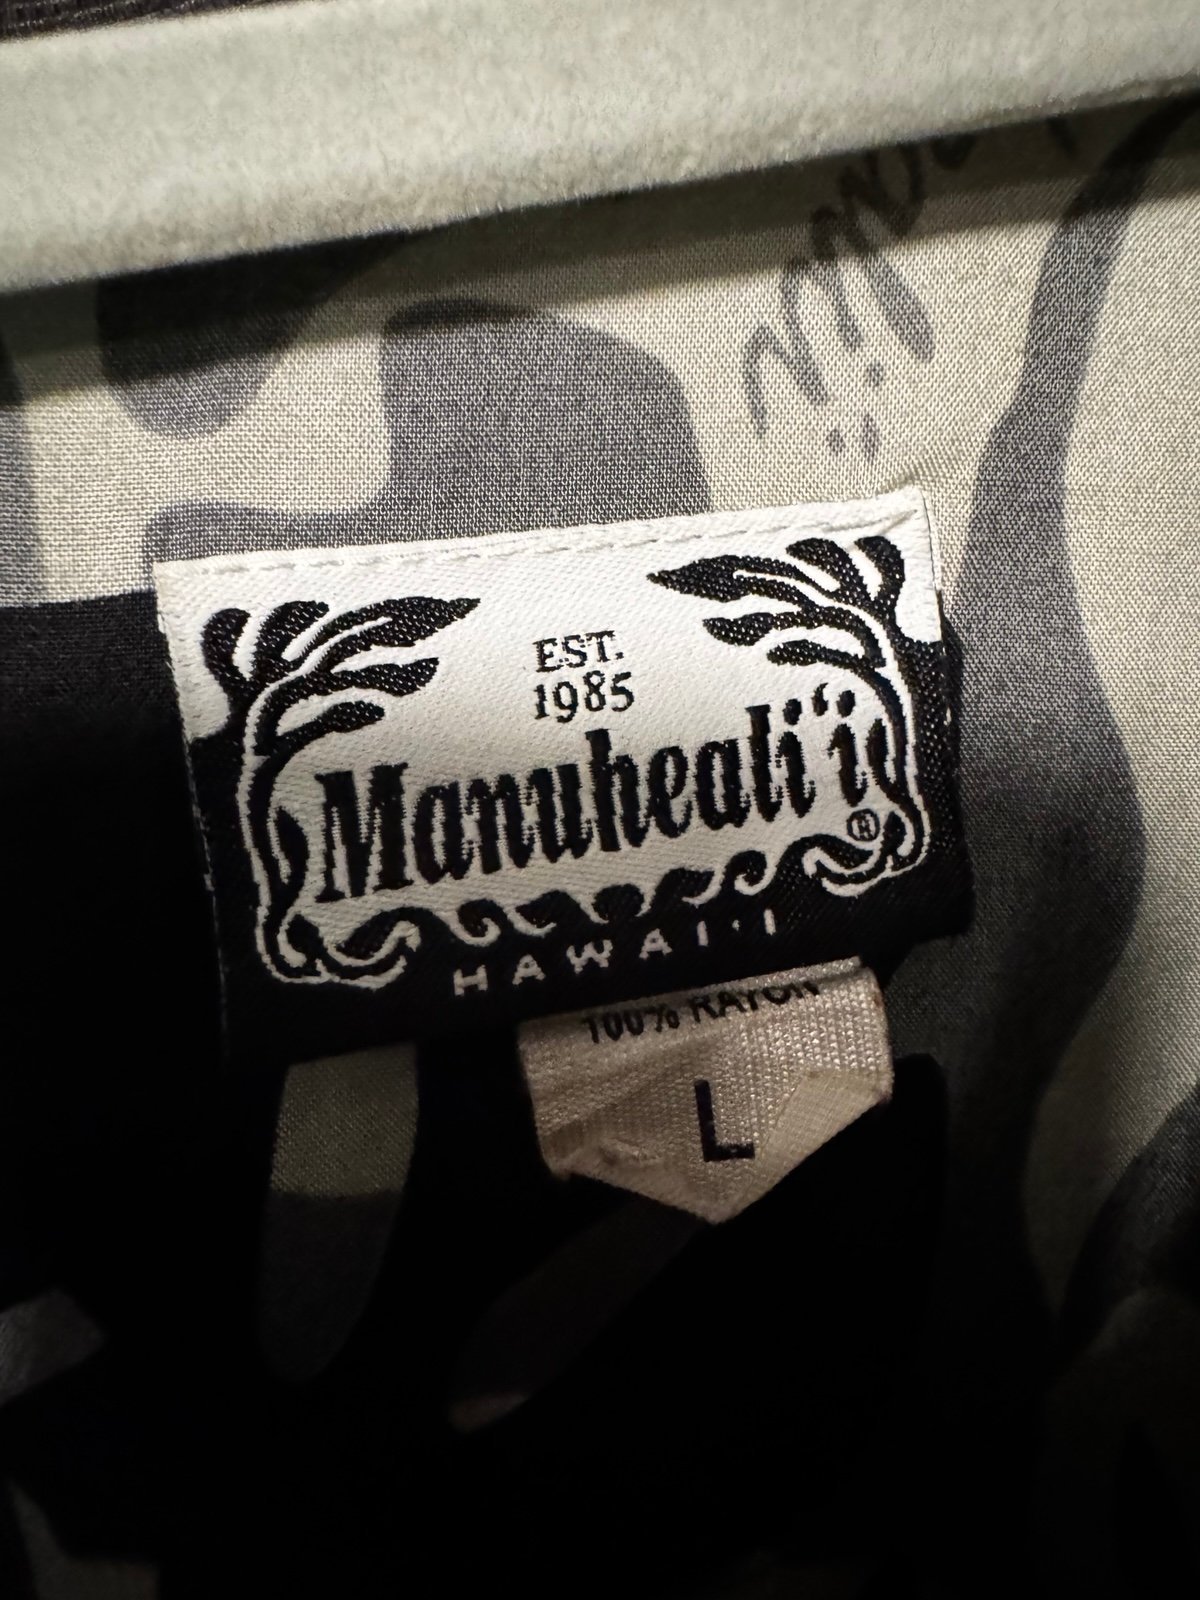 EST.
1985
Manuheali‘i
®
HAWAI‘I
100% RAYON
L